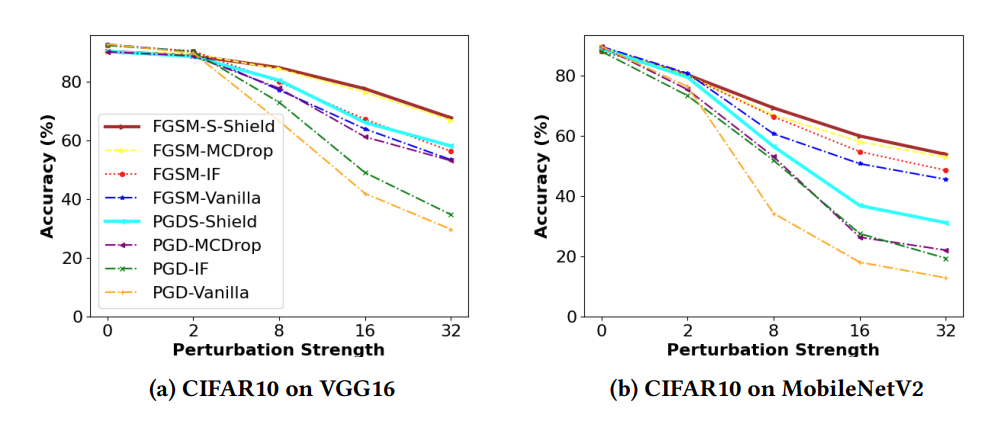 80
60
40
20
0
Accuracy (%)
FGSM-S-Shield
FGSM-MCDrop
FGSM-IF
FGSM-Vanilla
PGDS-Shield
PGD-MCDrop
PGD-IF
PGD-Vanilla
0 2 8 16 32
Perturbation Strength
(a) CIFAR10 on VGG16
80
60
40
20
0
Accuracy (%)
0 2 8 16 32
Perturbation Strength
(b) CIFAR10 on MobileNetV2